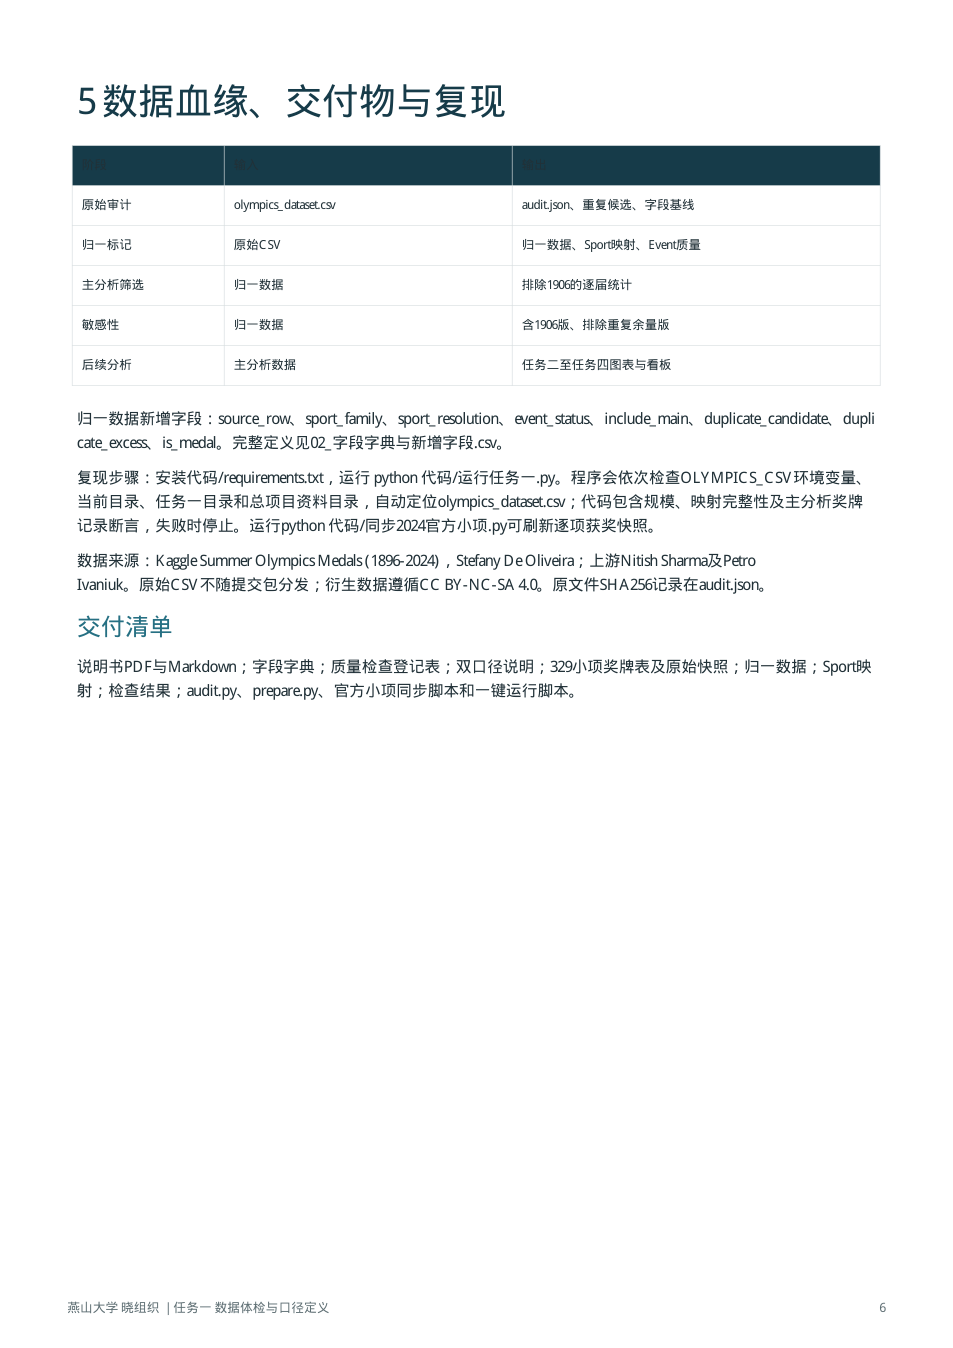 5 数据血缘、交付物与复现
原始审计 olympics_dataset.csv audit.json、重复候选、字段基线
归一标记 原始CSV 归一数据、Sport映射、Event质量
主分析筛选 归一数据 排除1906的逐届统计
敏感性 归一数据 含1906版、排除重复余量版
后续分析 主分析数据 任务二至任务四图表与看板
归一数据新增字段：source_row、sport_family、sport_resolution、event_status、include_main、duplicate_candidate、dupli
cate_excess、is_medal。完整定义见02_字段字典与新增字段.csv。
复现步骤：安装代码/requirements.txt，运行 python 代码/运行任务一.py。程序会依次检查OLYMPICS_CSV环境变量、
当前目录、任务一目录和总项目资料目录，自动定位olympics_dataset.csv；代码包含规模、映射完整性及主分析奖牌
记录断言，失败时停止。运行python 代码/同步2024官方小项.py可刷新逐项获奖快照。
数据来源：Kaggle Summer Olympics Medals (1896-2024)，Stefany De Oliveira；上游Nitish Sharma及Petro
Ivaniuk。原始CSV不随提交包分发；衍生数据遵循CC BY-NC-SA 4.0。原文件SHA256记录在audit.json。
交付清单
说明书PDF与Markdown；字段字典；质量检查登记表；双口径说明；329小项奖牌表及原始快照；归一数据；Sport映
射；检查结果；audit.py、prepare.py、官方小项同步脚本和一键运行脚本。
燕山大学 晓组织 | 任务一 数据体检与口径定义 6